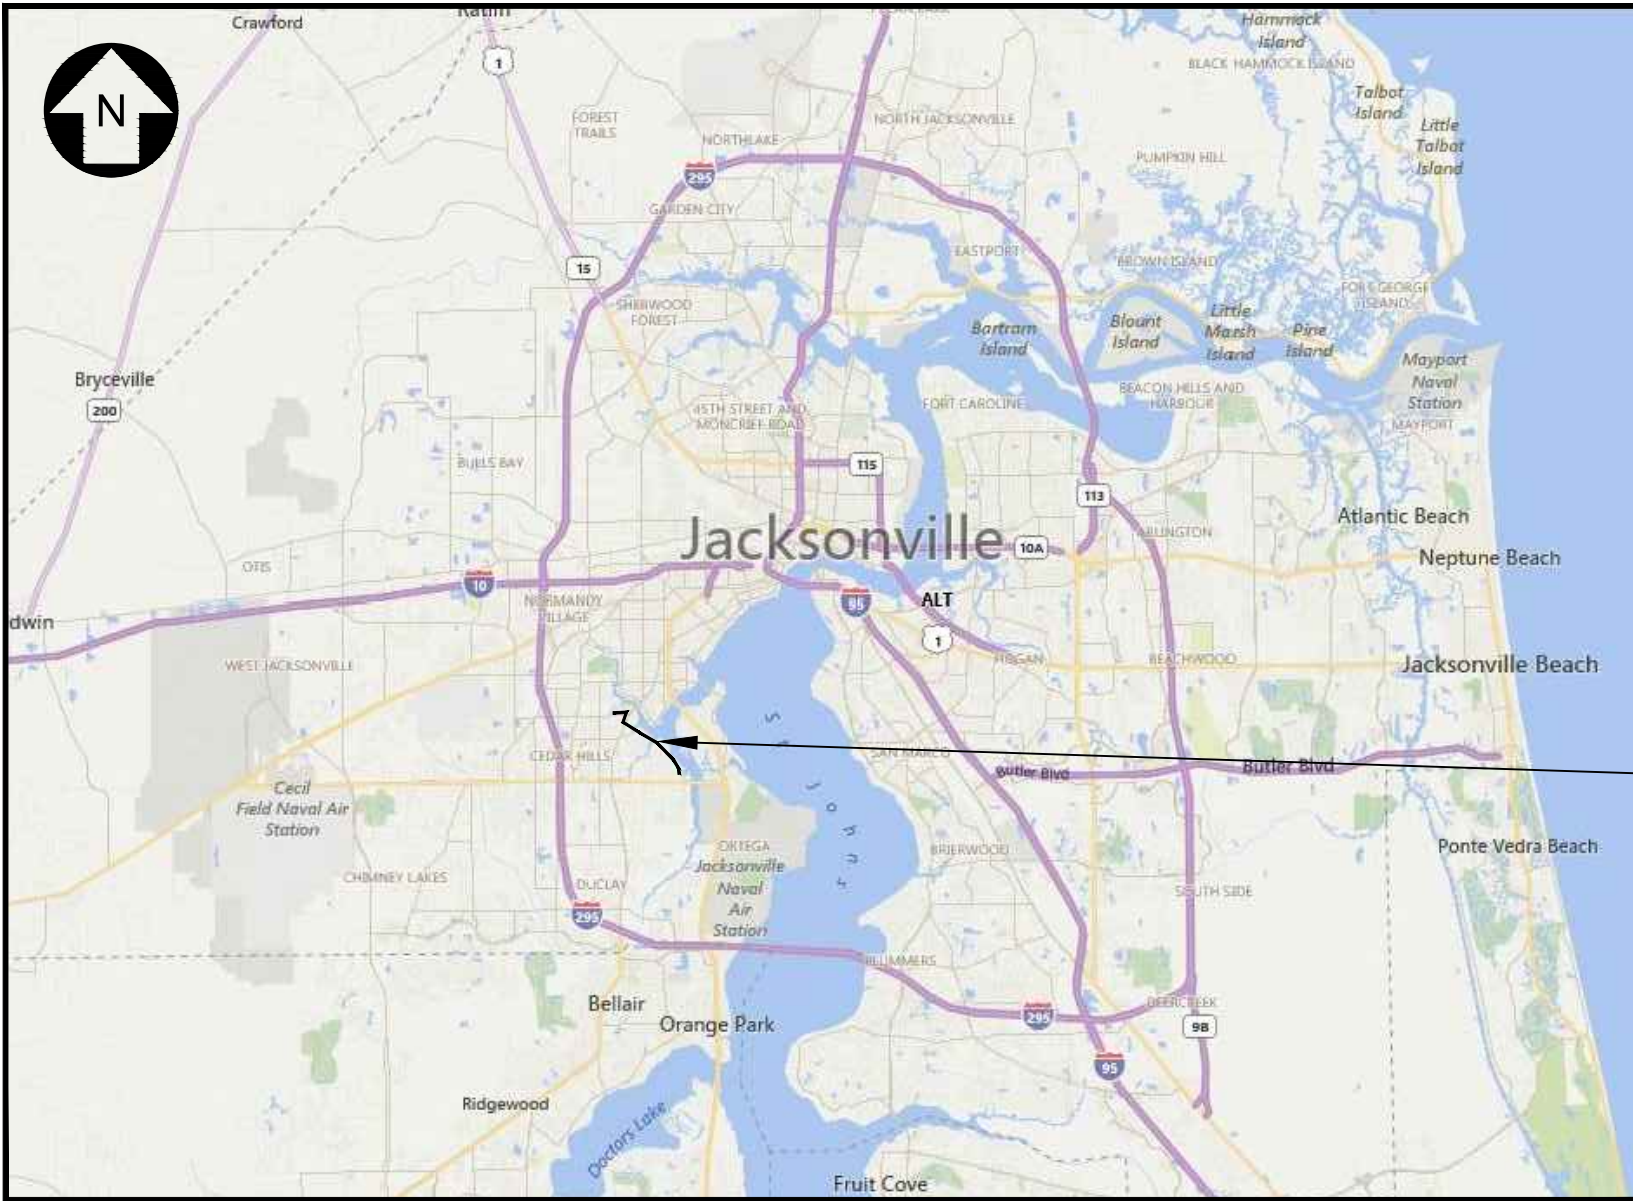 Crawford
Hammock
Island
BLACK HAMMOCK ISLAND
1
N
Talbot
Island
FOREST
TRAILS
NORTH JACKSONVILLE
Little
Talbot
Island
NORTHLAKE
PUMPKIN HILL
295
GARDEN CITY
EASTPORT
BROWN ISLAND
15
FORT GEORGE
ISLAND
SHERWOOD
FOREST
Bartram
Island
Blount
Island
Little
Marsh
Island
Pine
Island
Mayport
Naval
Station
MAYPORT
Bryceville
200
BEACON HILLS AND
HARBOUR
FORT CAROLINE
45TH STREET AND
MONCRIEF ROAD
BULLS BAY
115
113
Atlantic Beach
ARLINGTON
Jacksonville
10A
Neptune Beach
OTIS
10
NORMANDY
VILLAGE
95
ALT
1
dwin
WEST JACKSONVILLE
HOGAN
BEACHWOOD
Jacksonville Beach
CEDAR HILLS
SAN MARCO
Butler Blvd
Butler Blvd
Cecil
Field Naval Air
Station
ORTEGA
Jacksonville
Naval
Air
Station
BRIERWOOD
Ponte Vedra Beach
CHIMNEY LAKES
DUCLAY
SOUTH SIDE
295
PLUMMERS
Bellair
Orange Park
295
DEERCREEK
9B
95
Ridgewood
Doctors Lake
Fruit Cove